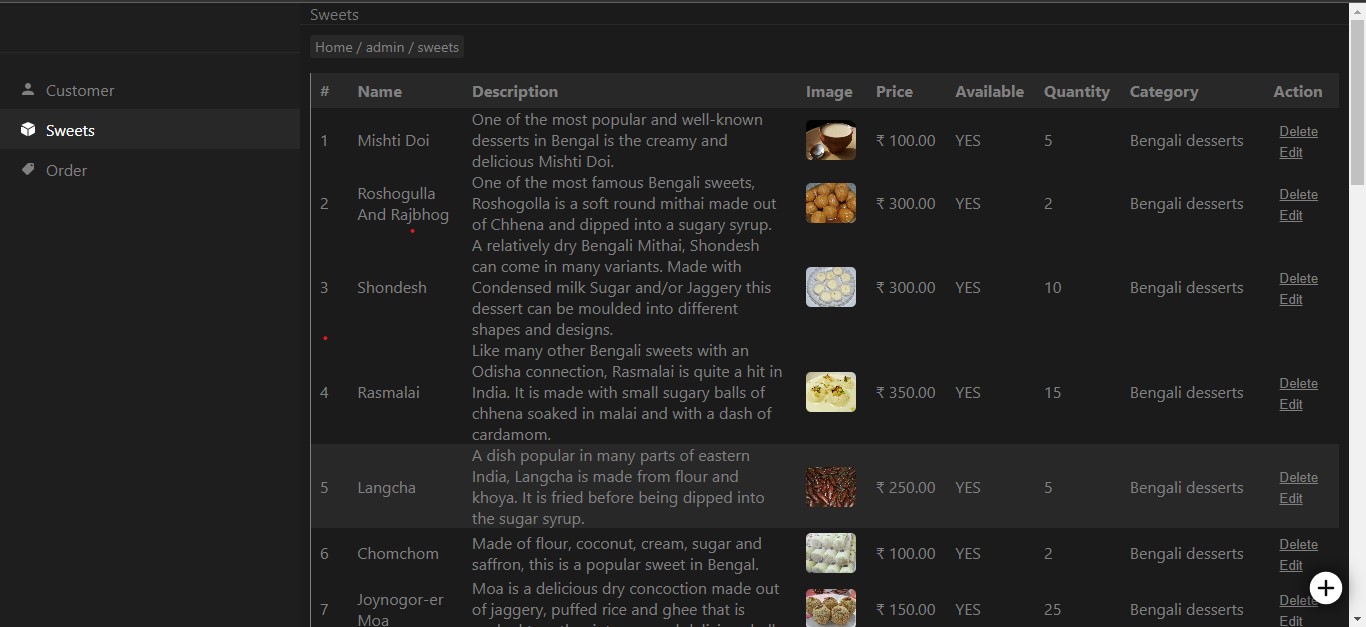 Sweets
Home / admin / sweets
Customer
Sweets
Order
# Name Description Image Price Available Quantity Category Action
1 Mishti Doi One of the most popular and well-known
desserts in Bengal is the creamy and
delicious Mishti Doi.
₹ 100.00 YES 5 Bengali desserts Delete
Edit
2 Roshogulla
And Rajbhog
One of the most famous Bengali sweets,
Roshogolla is a soft round mithai made out
of Chhena and dipped into a sugary syrup.
₹ 300.00 YES 2 Bengali desserts Delete
Edit
3 Shondesh A relatively dry Bengali Mithai, Shondesh
can come in many variants. Made with
Condensed milk Sugar and/or Jaggery this
dessert can be moulded into different
shapes and designs.
₹ 300.00 YES 10 Bengali desserts Delete
Edit
4 Rasmalai Like many other Bengali sweets with an
Odisha connection, Rasmalai is quite a hit in
India. It is made with small sugary balls of
chhena soaked in malai and with a dash of
cardamom.
₹ 350.00 YES 15 Bengali desserts Delete
Edit
5 Langcha A dish popular in many parts of eastern
India, Langcha is made from flour and
khoya. It is fried before being dipped into
the sugar syrup.
₹ 250.00 YES 5 Bengali desserts Delete
Edit
6 Chomchom Made of flour, coconut, cream, sugar and
saffron, this is a popular sweet in Bengal.
₹ 100.00 YES 2 Bengali desserts Delete
Edit
7 Joynogor-er
Moa
Moa is a delicious dry concoction made out
of jaggery, puffed rice and ghee that is
₹ 150.00 YES 25 Bengali desserts Delete
Edit